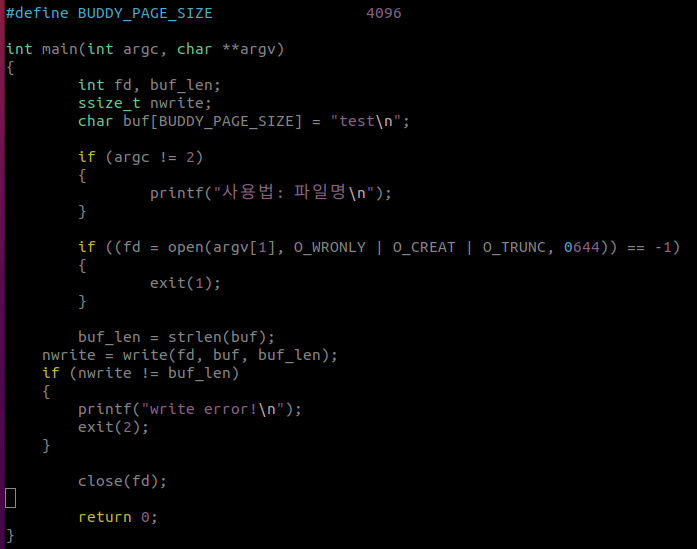 #define BUDDY_PAGE_SIZE                 4096
int main(int argc, char **argv)
{
        int fd, buf_len;
        ssize_t nwrite;
        char buf[BUDDY_PAGE_SIZE] = "test\n";
        if (argc != 2)
        {
                printf("사용법: 파일명\n");
        }
        if ((fd = open(argv[1], O_WRONLY | O_CREAT | O_TRUNC, 0644)) == -1)
        {
                exit(1);
        }
        buf_len = strlen(buf);
    nwrite = write(fd, buf, buf_len);
    if (nwrite != buf_len)
    {
        printf("write error!\n");
        exit(2);
    }
        close(fd);
        return 0;
}